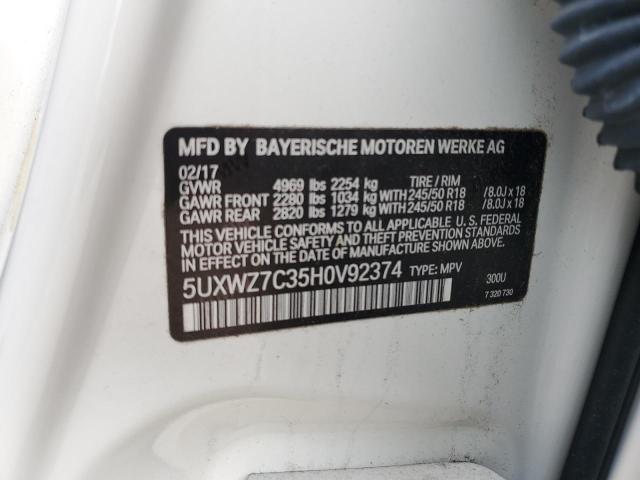 MFD BY BAYERISCHE MOTOREN WERKE AG
02/17
GVWR 4969 lbs 2254 kg TIRE / RIM
GAWR FRONT 2280 lbs 1034 kg WITH 245/50 R18 /8.0J x 18
GAWR REAR 2820 lbs 1279 kg WITH 245/50 R18 /8.0J x 18
THIS VEHICLE CONFORMS TO ALL APPLICABLE U.S. FEDERAL
MOTOR VEHICLE SAFETY AND THEFT PREVENTION STANDARDS
IN EFFECT ON THE DATE OF MANUFACTURE SHOWN ABOVE.
5UXWZ7C35H0V92374 TYPE: MPV 300U
7 320 730